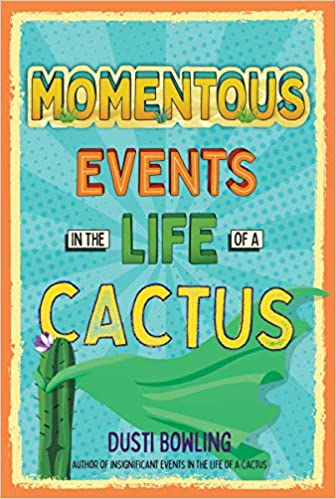 MOMENTOUS
EVENTS
IN THE LIFE OF A
CACTUS
DUSTI BOWLING
AUTHOR OF INSIGNIFICANT EVENTS IN THE LIFE OF A CACTUS